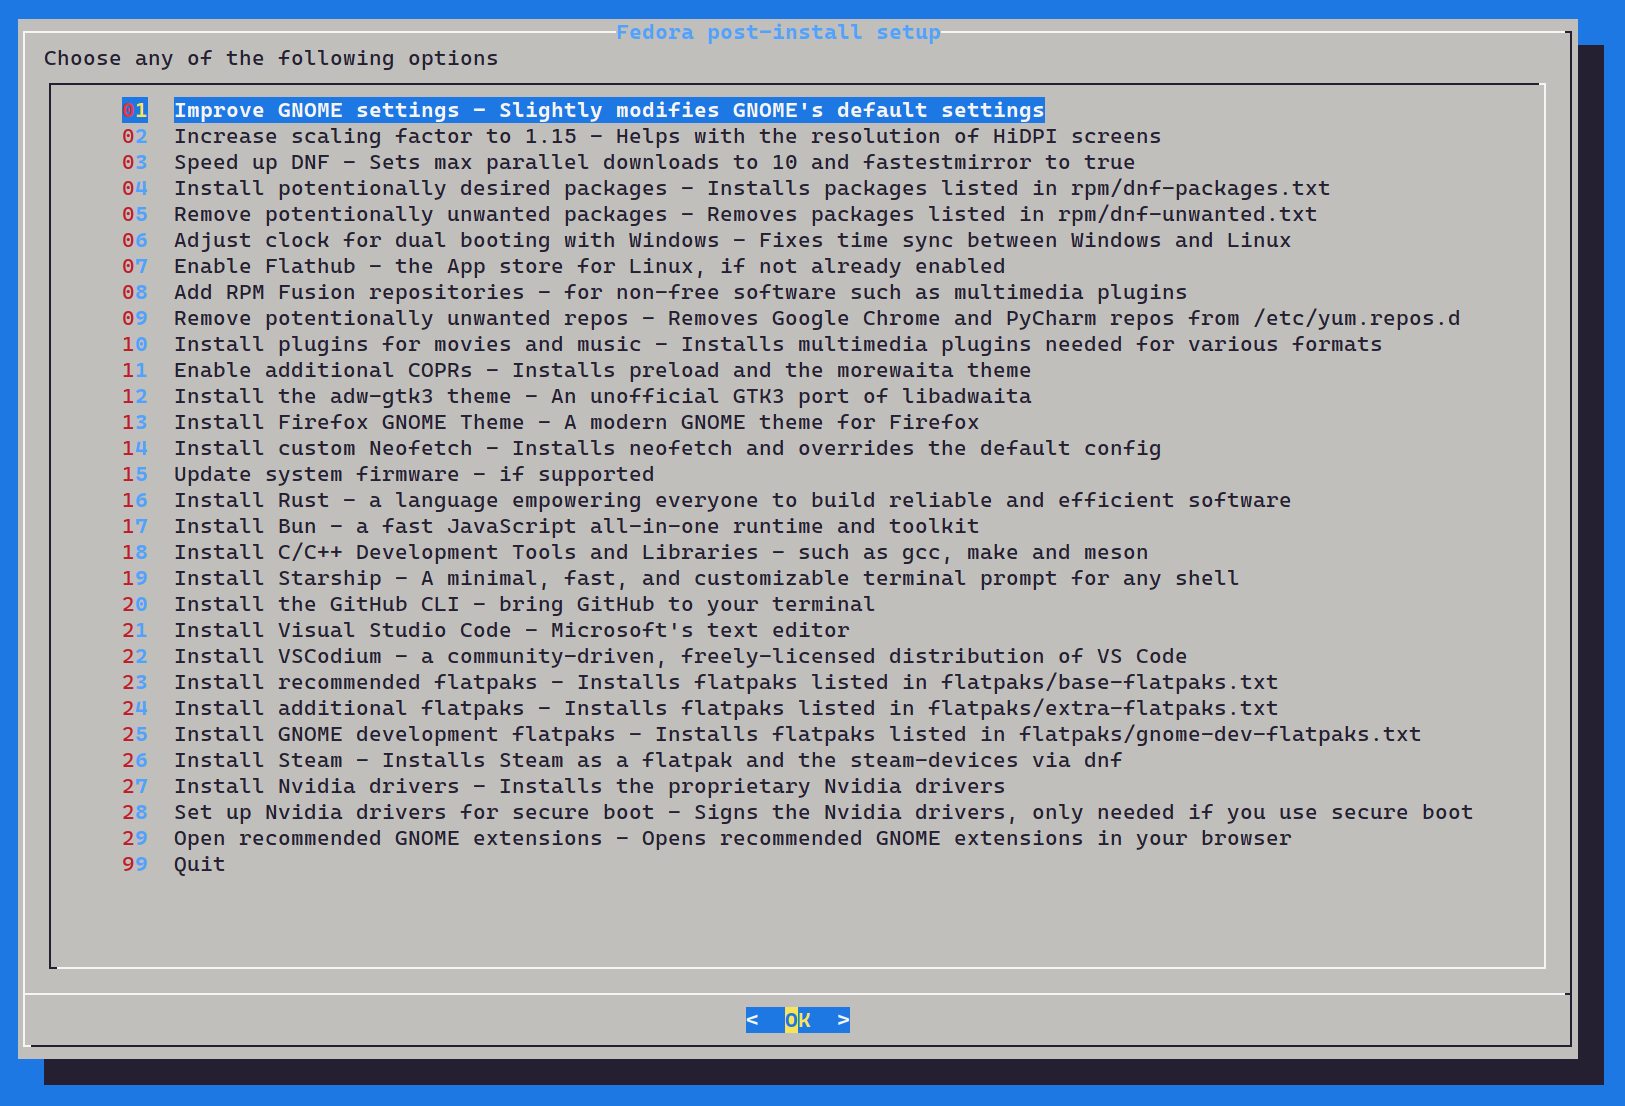 Fedora post-install setup
Choose any of the following options
01 Improve GNOME settings - Slightly modifies GNOME's default settings
02 Increase scaling factor to 1.15 - Helps with the resolution of HiDPI screens
03 Speed up DNF - Sets max parallel downloads to 10 and fastestmirror to true
04 Install potentionally desired packages - Installs packages listed in rpm/dnf-packages.txt
05 Remove potentionally unwanted packages - Removes packages listed in rpm/dnf-unwanted.txt
06 Adjust clock for dual booting with Windows - Fixes time sync between Windows and Linux
07 Enable Flathub - the App store for Linux, if not already enabled
08 Add RPM Fusion repositories - for non-free software such as multimedia plugins
09 Remove potentionally unwanted repos - Removes Google Chrome and PyCharm repos from /etc/yum.repos.d
10 Install plugins for movies and music - Installs multimedia plugins needed for various formats
11 Enable additional COPRs - Installs preload and the morewaita theme
12 Install the adw-gtk3 theme - An unofficial GTK3 port of libadwaita
13 Install Firefox GNOME Theme - A modern GNOME theme for Firefox
14 Install custom Neofetch - Installs neofetch and overrides the default config
15 Update system firmware - if supported
16 Install Rust - a language empowering everyone to build reliable and efficient software
17 Install Bun - a fast JavaScript all-in-one runtime and toolkit
18 Install C/C++ Development Tools and Libraries - such as gcc, make and meson
19 Install Starship - A minimal, fast, and customizable terminal prompt for any shell
20 Install the GitHub CLI - bring GitHub to your terminal
21 Install Visual Studio Code - Microsoft's text editor
22 Install VSCodium - a community-driven, freely-licensed distribution of VS Code
23 Install recommended flatpaks - Installs flatpaks listed in flatpaks/base-flatpaks.txt
24 Install additional flatpaks - Installs flatpaks listed in flatpaks/extra-flatpaks.txt
25 Install GNOME development flatpaks - Installs flatpaks listed in flatpaks/gnome-dev-flatpaks.txt
26 Install Steam - Installs Steam as a flatpak and the steam-devices via dnf
27 Install Nvidia drivers - Installs the proprietary Nvidia drivers
28 Set up Nvidia drivers for secure boot - Signs the Nvidia drivers, only needed if you use secure boot
29 Open recommended GNOME extensions - Opens recommended GNOME extensions in your browser
99 Quit
< OK >